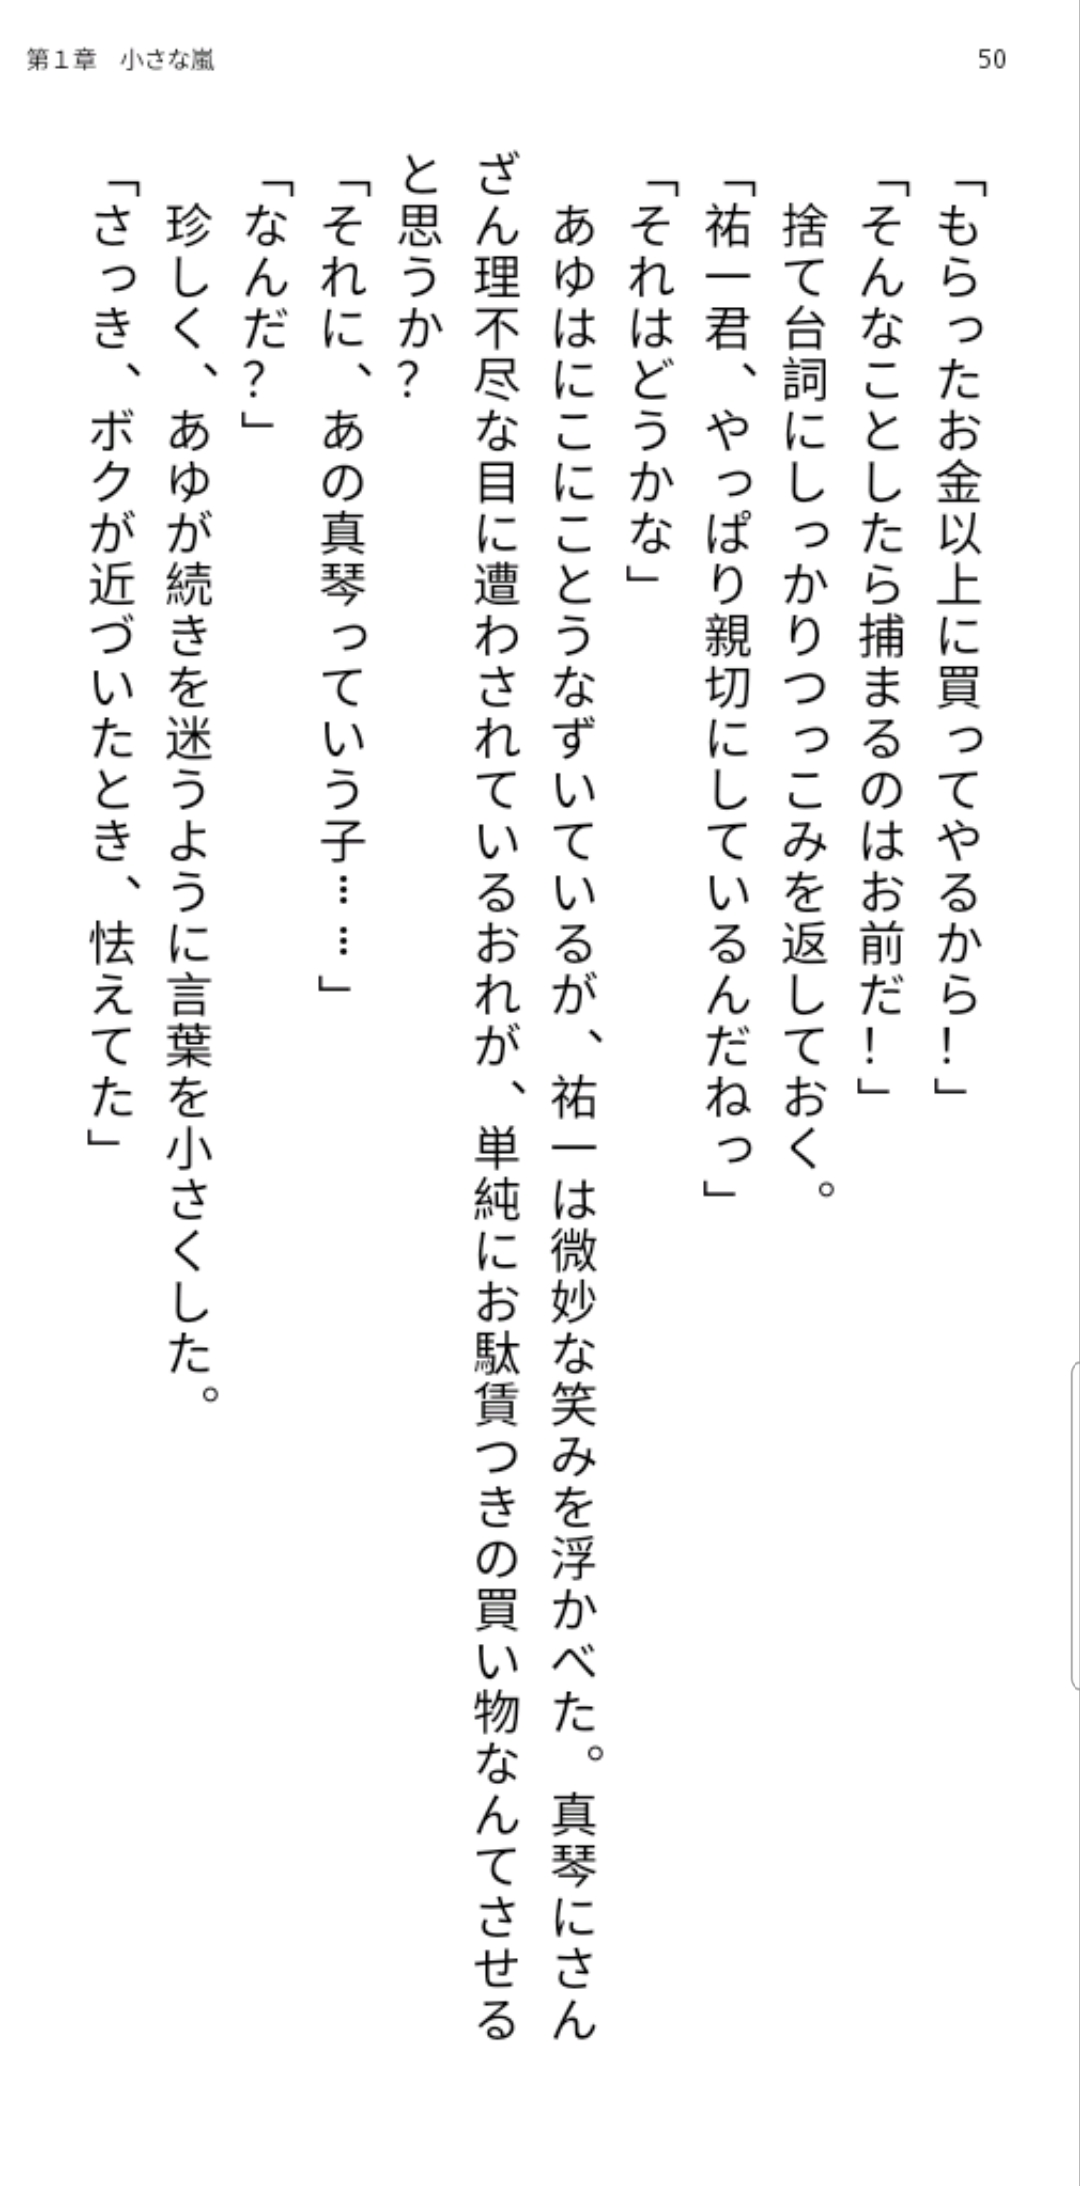 第１章　小さな嵐
50
「もらったお金以上に買ってやるから！」
「そんなことしたら捕まるのはお前だ！」
　捨て台詞にしっかりつっこみを返しておく。
「祐一君、やっぱり親切にしているんだねっ」
「それはどうかな」
　あゆはにこにことうなずいているが、祐一は微妙な笑みを浮かべた。真琴にさん
ざん理不尽な目に遭わされているおれが、単純にお駄賃つきの買い物なんてさせる
と思うか？
「それに、あの真琴っていう子……」
「なんだ？」
　珍しく、あゆが続きを迷うように言葉を小さくした。
「さっき、ボクが近づいたとき、怯えてた」